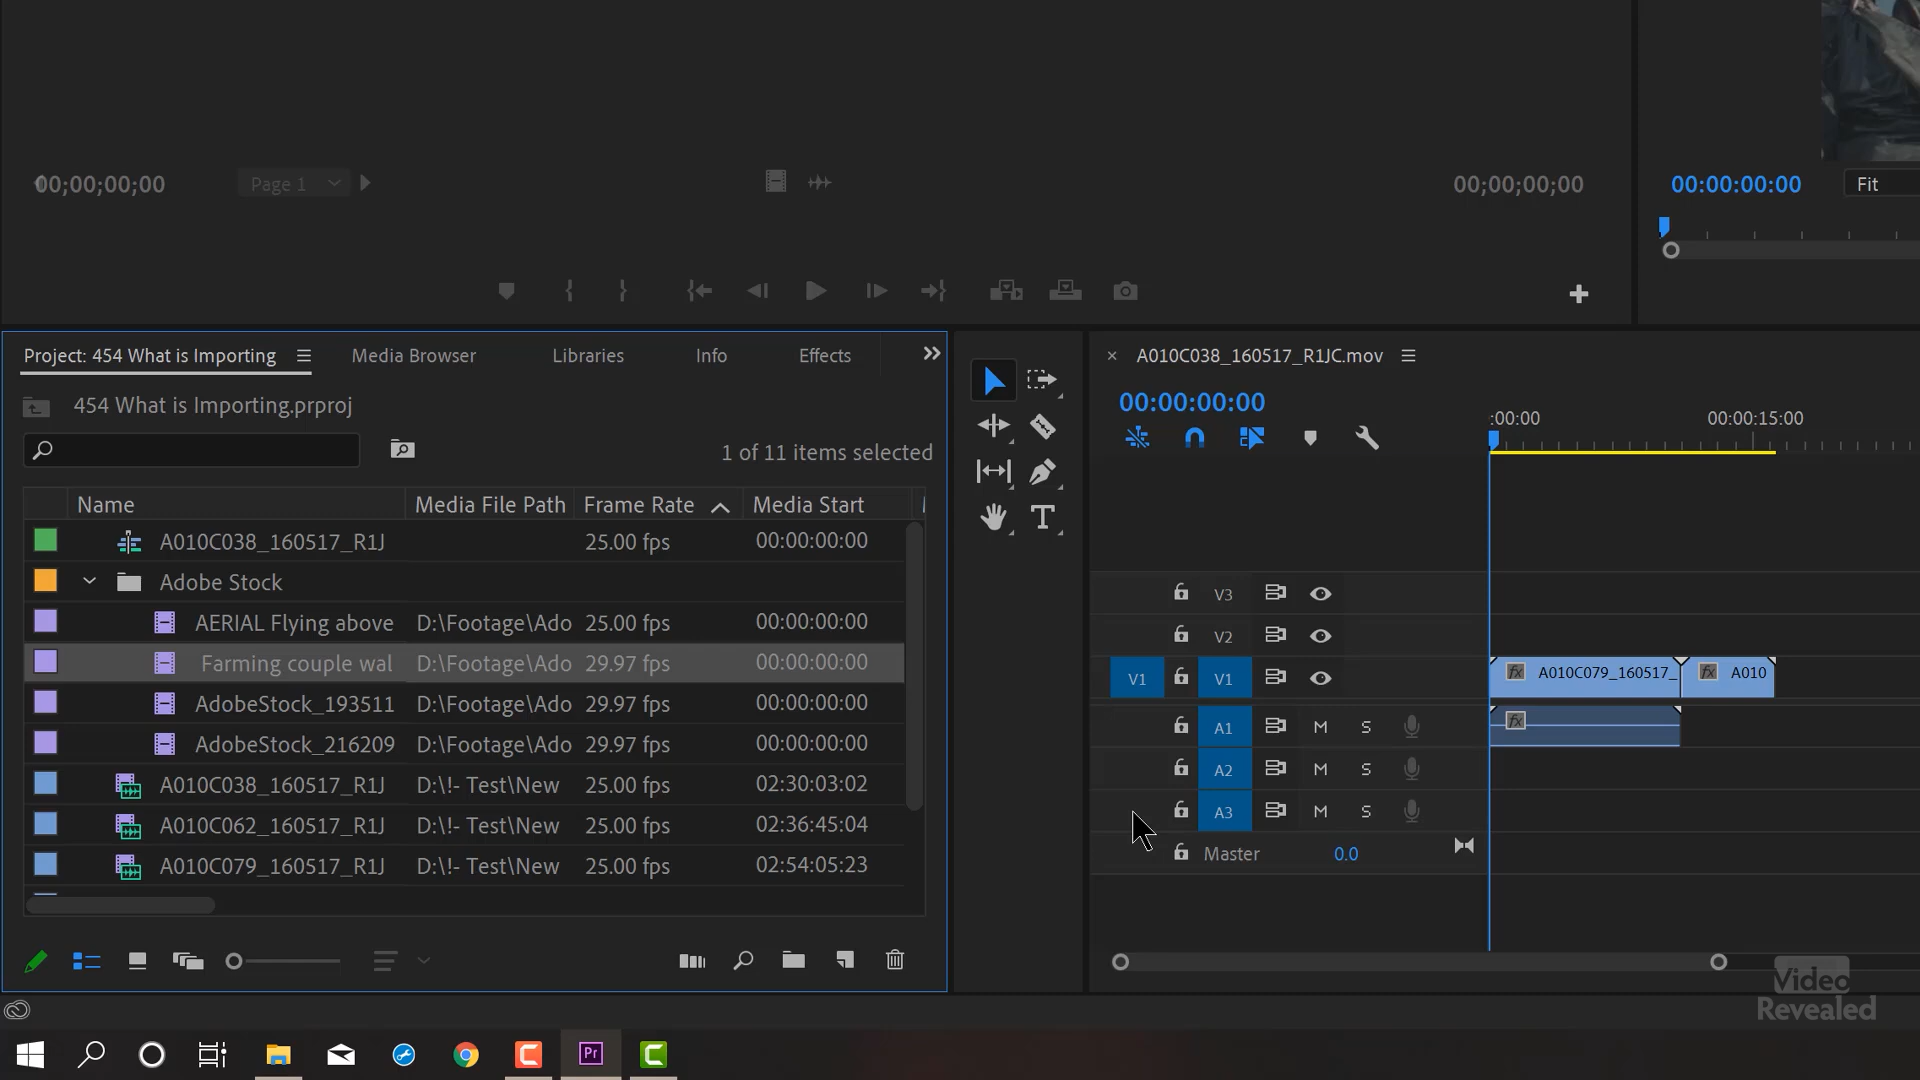 00;00;00;00
Page 1
00;00;00;00
00:00:00:00
Fit
Project: 454 What is Importing
Media Browser
Libraries
Info
Effects
454 What is Importing.prproj
1 of 11 items selected
Name
Media File Path
Frame Rate
Media Start
A010C038_160517_R1J
25.00 fps
00:00:00:00
Adobe Stock
AERIAL Flying above
D:\Footage\Ado
25.00 fps
00:00:00:00
Farming couple wal
D:\Footage\Ado
29.97 fps
00:00:00:00
AdobeStock_193511
D:\Footage\Ado
29.97 fps
00:00:00:00
AdobeStock_216209
D:\Footage\Ado
29.97 fps
00:00:00:00
A010C038_160517_R1J
D:\!- Test\New
25.00 fps
02:30:03:02
A010C062_160517_R1J
D:\!- Test\New
25.00 fps
02:36:45:04
A010C079_160517_R1J
D:\!- Test\New
25.00 fps
02:54:05:23
A010C038_160517_R1JC.mov
00:00:00:00
:00:00
00:00:15:00
V3
V2
V1
V1
fx
A010C079_160517_
fx
A010
A1
M
S
fx
A2
M
S
A3
M
S
Master
0.0
Video
Revealed
Pr